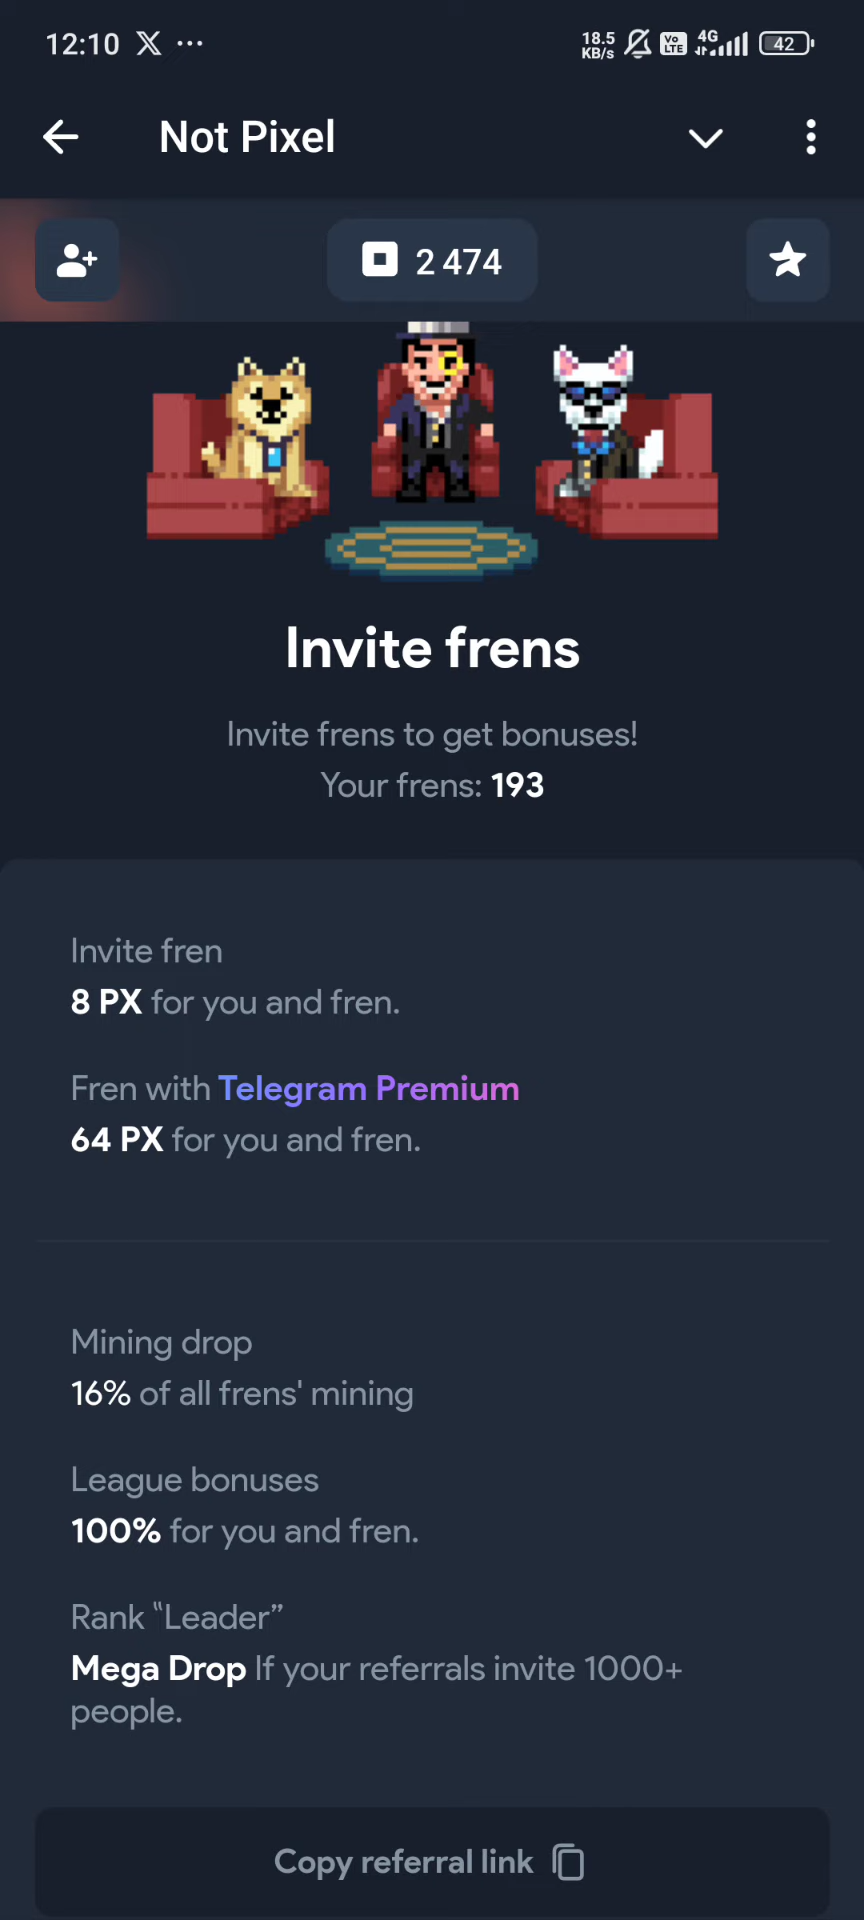 12:10 X ... 18.5 KB/s Vo LTE 4G 42
Not Pixel
2 474
Invite frens
Invite frens to get bonuses!
Your frens: 193
Invite fren
8 PX for you and fren.
Fren with Telegram Premium
64 PX for you and fren.
Mining drop
16% of all frens' mining
League bonuses
100% for you and fren.
Rank “Leader”
Mega Drop If your referrals invite 1000+
people.
Copy referral link